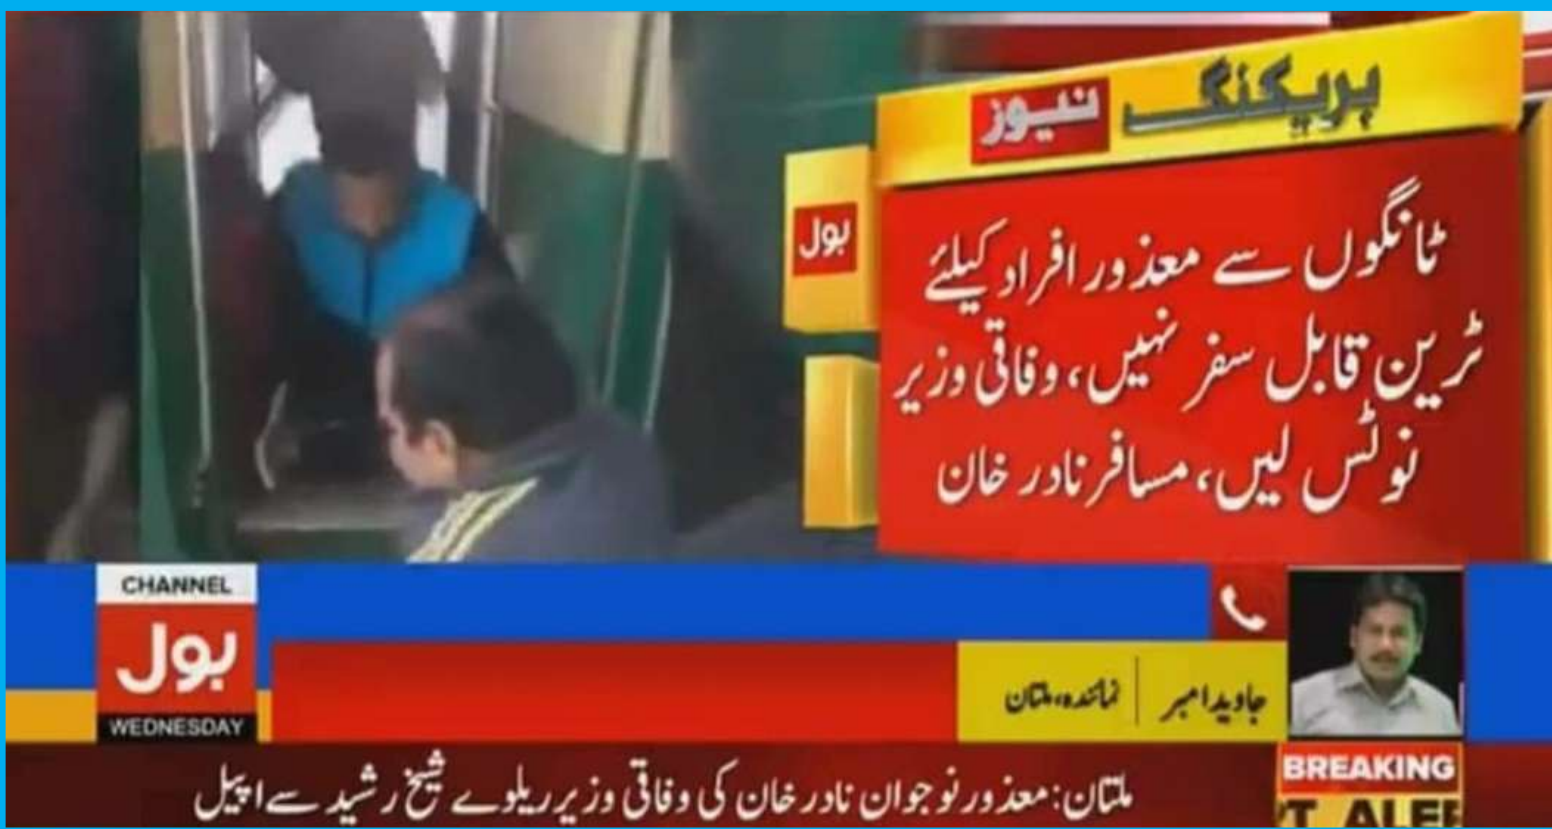 بریکنگ نیوز
بول
ٹانگوں سے معذور افراد کیلئے
ٹرین قابل سفر نہیں، وفاقی وزیر
نوٹس لیں، مسافر نادر خان
CHANNEL
بول
WEDNESDAY
جاوید امبر | نمائندہ، ملتان
BREAKING
ملتان: معذور نوجوان نادر خان کی وفاقی وزیر ریلوے شیخ رشید سے اپیل